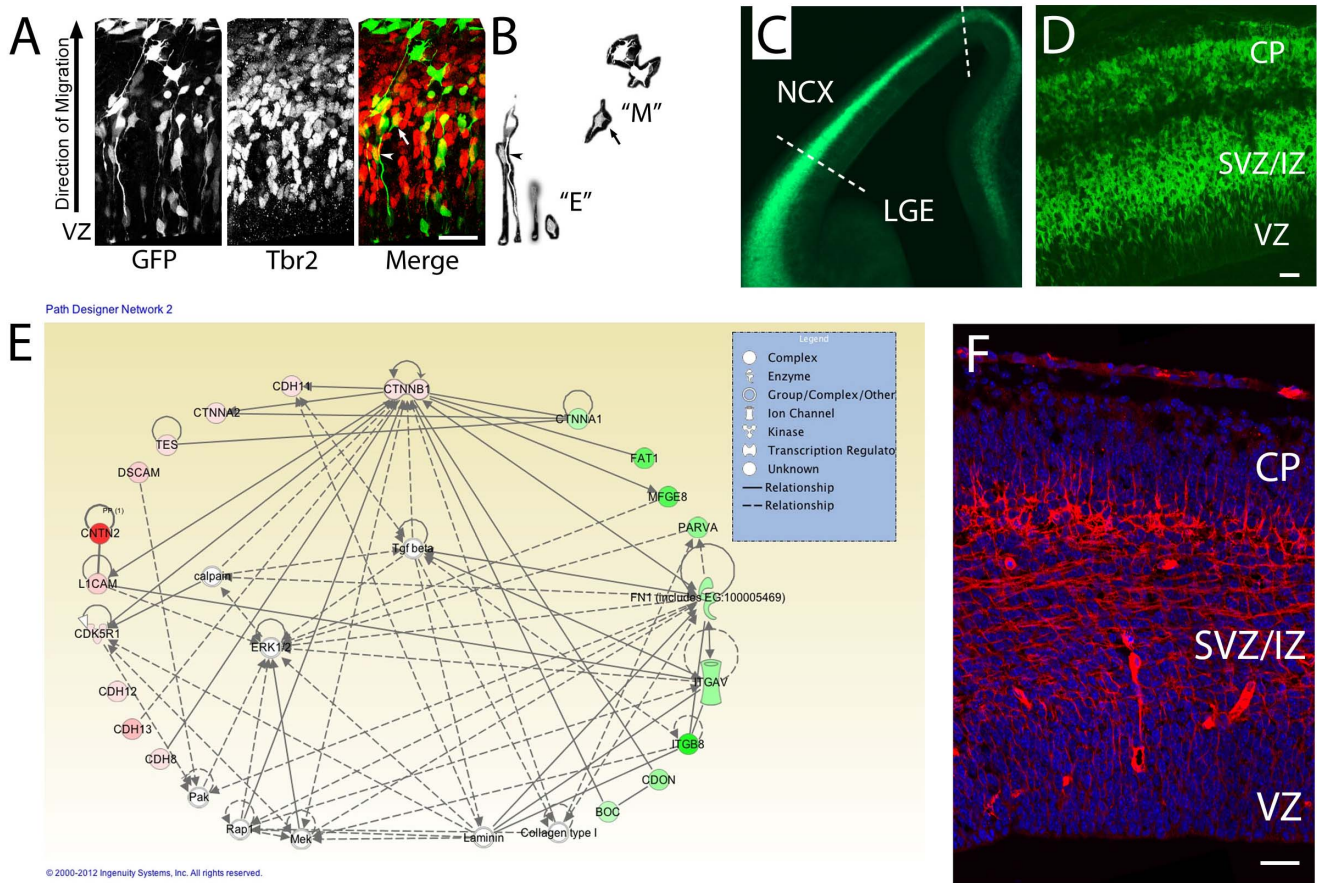 A
Direction of Migration
VZ
GFP
Tbr2
Merge
B
"M"
"E"
C
NCX
LGE
D
CP
SVZ/IZ
VZ
Path Designer Network 2
E
CDH11
CTNNB1
CTNNA2
CTNNA1
TES
FAT1
DSCAM
MFGE8
PR (1)
CNTN2
PARVA
Tgf beta
L1CAM
calpain
FN1 (includes EG:100005469)
CDK5R1
ERK1/2
ITGAV
CDH12
CDH13
ITGB8
CDH8
CDON
Pak
BOC
Rap1
Mek
Laminin
Collagen type I
Legend
Complex
Enzyme
Group/Complex/Other
Ion Channel
Kinase
Transcription Regulato
Unknown
Relationship
Relationship
© 2000-2012 Ingenuity Systems, Inc. All rights reserved.
F
CP
SVZ/IZ
VZ